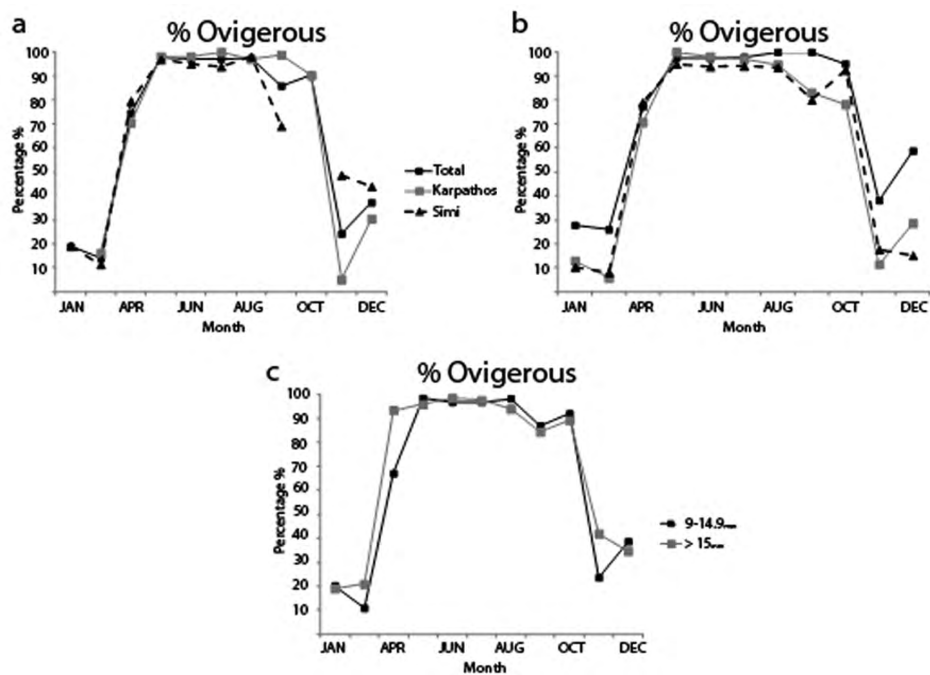 a
% Ovigerous
Percentage %
100
90
80
70
60
50
40
30
20
10
JAN APR JUN AUG OCT DEC
Month
Total
Karpathos
Simi
b
% Ovigerous
Percentage %
100
90
80
70
60
50
40
30
20
10
JAN APR JUN AUG OCT DEC
Month
c
% Ovigerous
Percentage %
100
90
80
70
60
50
40
30
20
10
JAN APR JUN AUG OCT DEC
Month
9-14.9mm
> 15mm